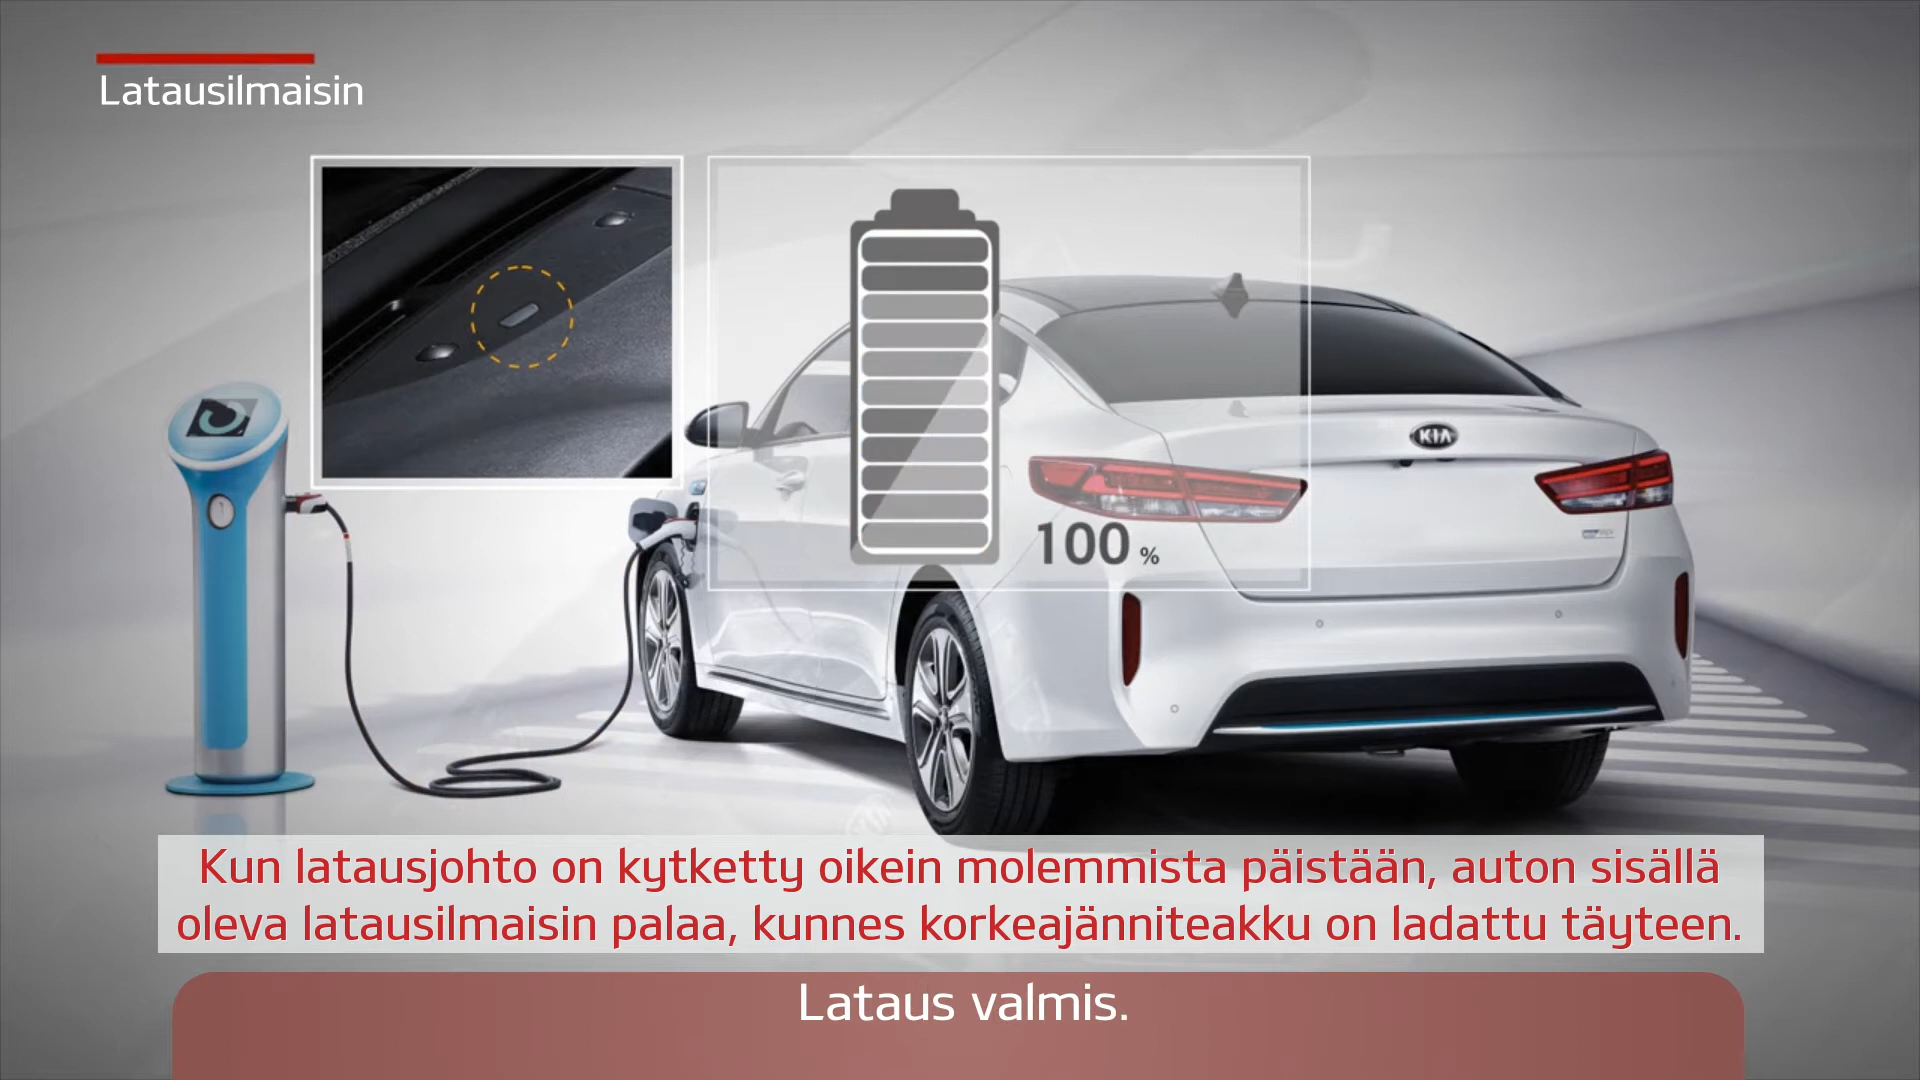 Latausilmaisin
KIA
100 %
Kun latausjohto on kytketty oikein molemmista päistään, auton sisällä
oleva latausilmaisin palaa, kunnes korkeajänniteakku on ladattu täyteen.
Lataus valmis.